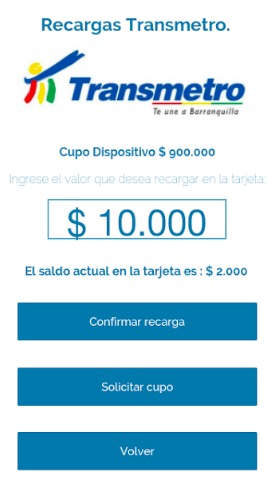 Recargas Transmetro.
Transmetro
Te une a Barranquilla
Cupo Dispositivo $ 900.000
Ingrese el valor que desea recargar en la tarjeta:
$ 10.000
El saldo actual en la tarjeta es : $ 2.000
Confirmar recarga
Solicitar cupo
Volver